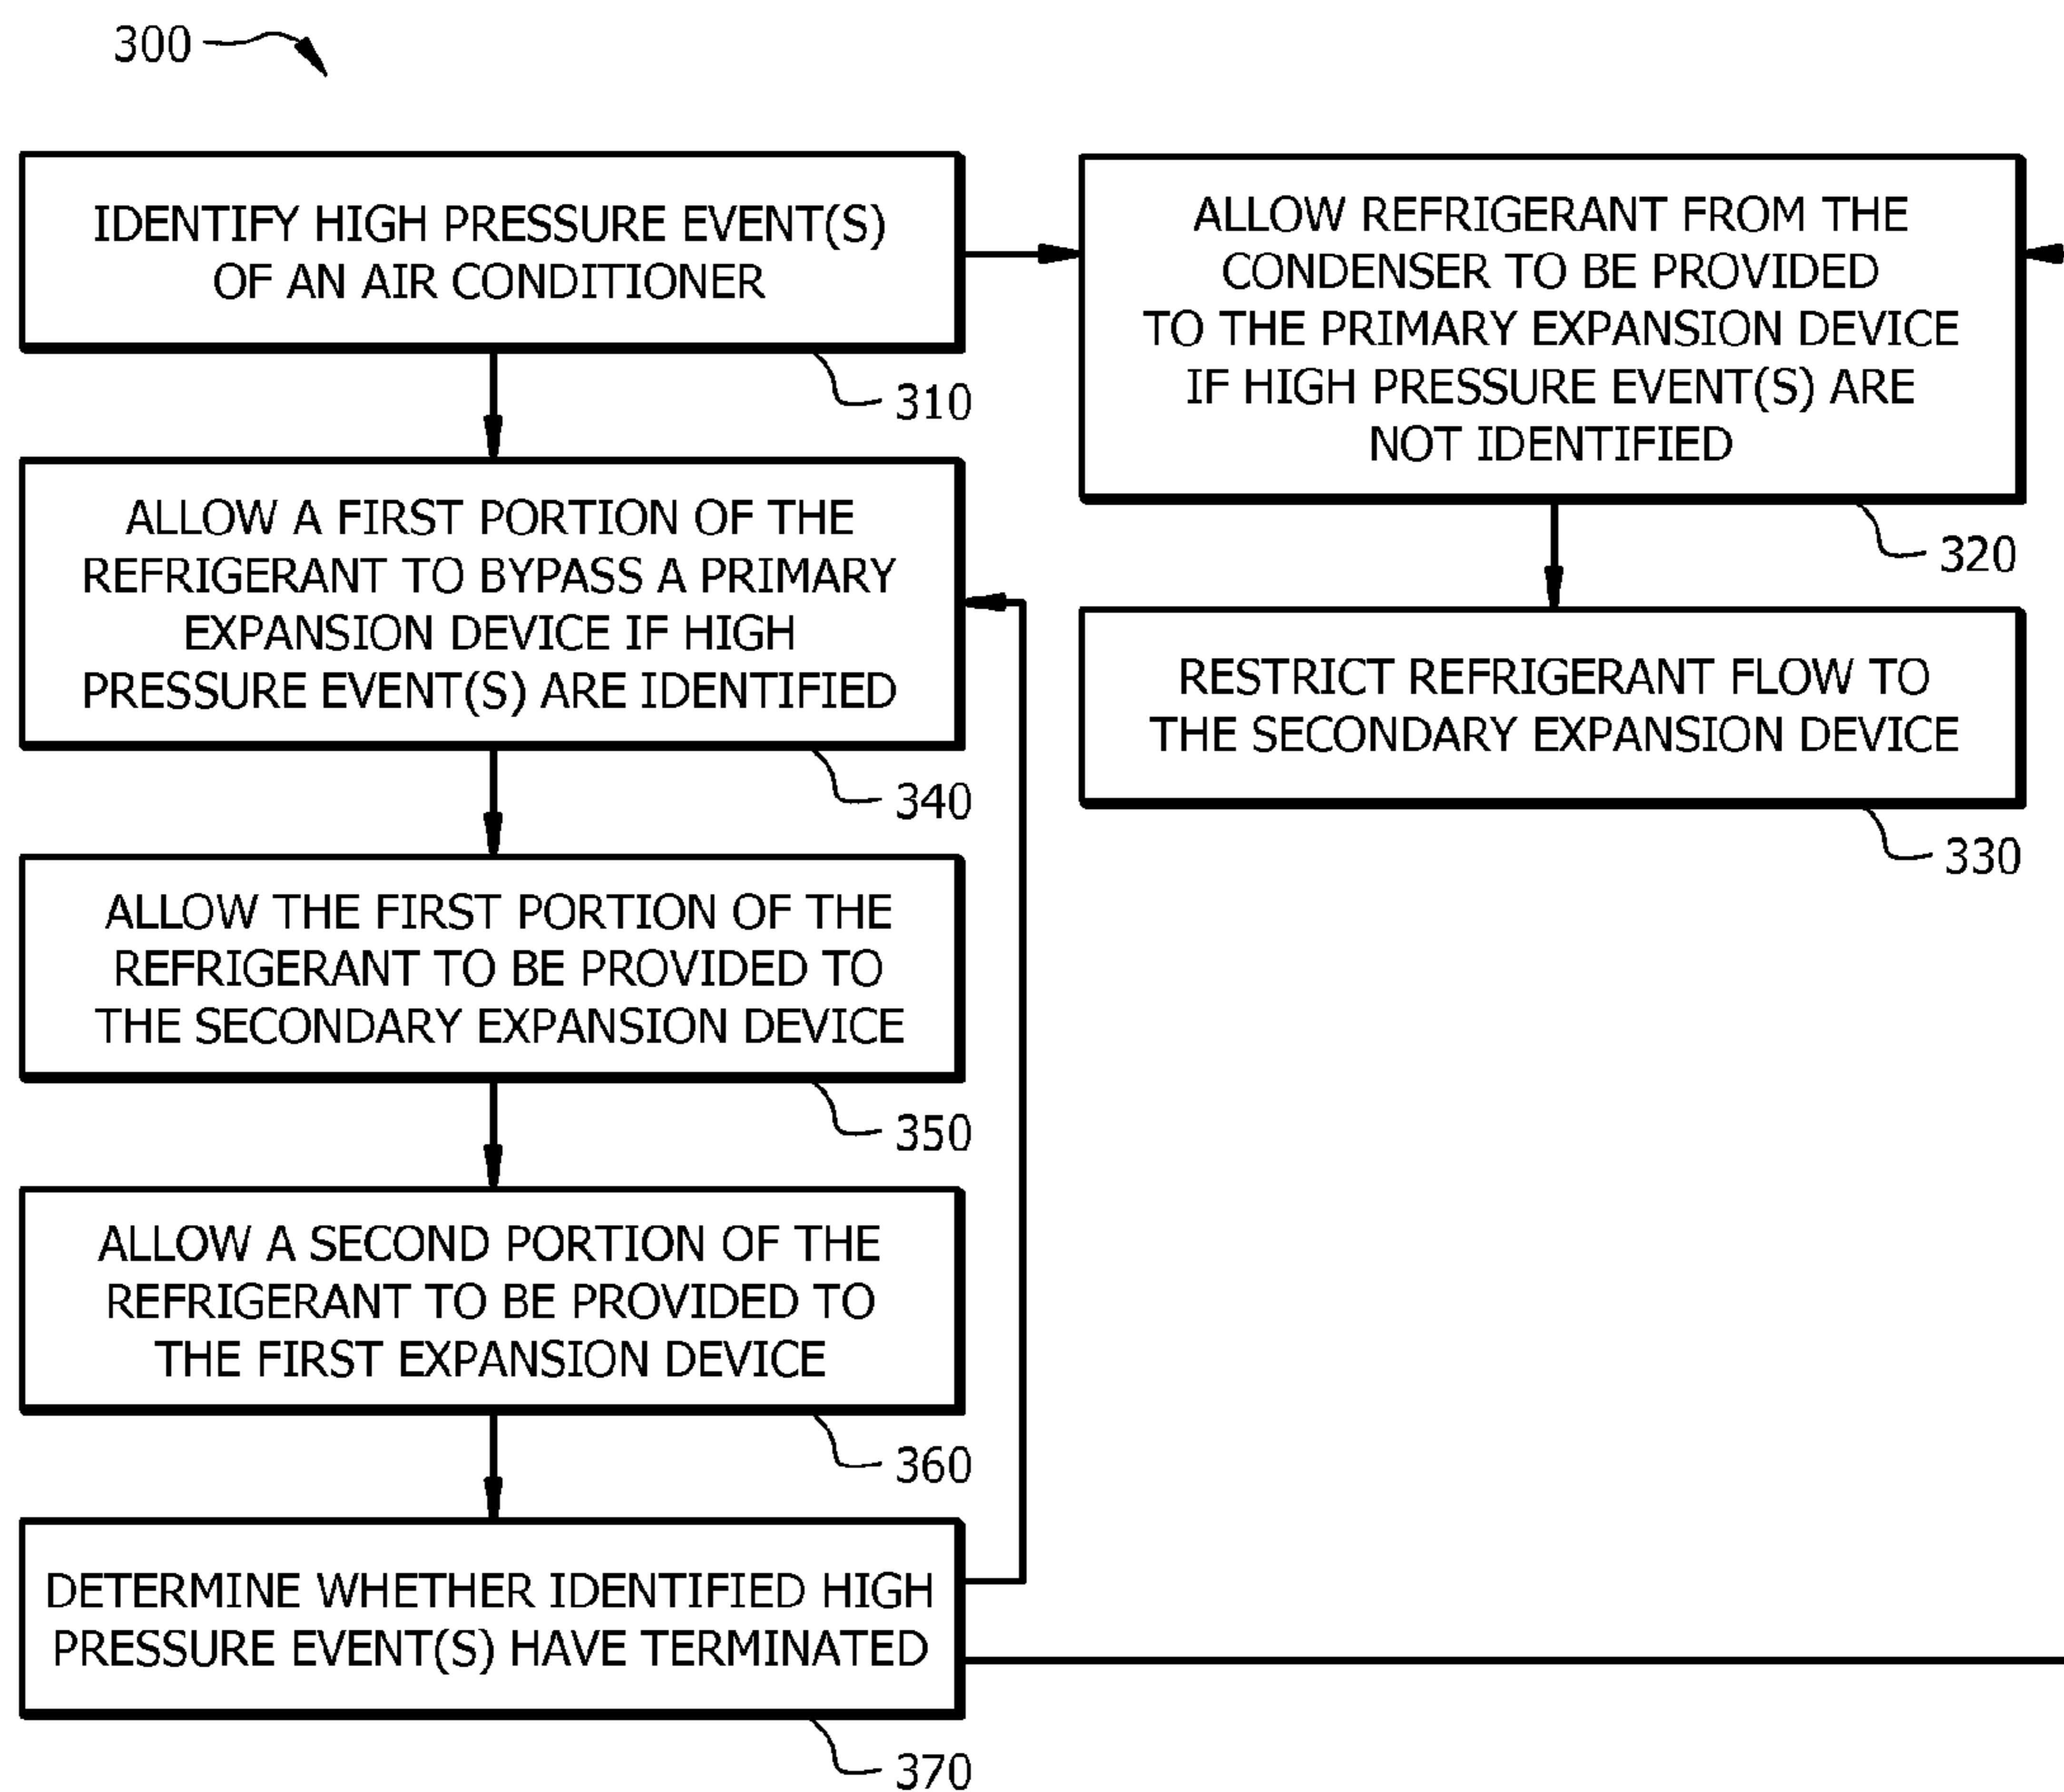 300
IDENTIFY HIGH PRESSURE EVENT(S)
OF AN AIR CONDITIONER
310
ALLOW REFRIGERANT FROM THE
CONDENSER TO BE PROVIDED
TO THE PRIMARY EXPANSION DEVICE
IF HIGH PRESSURE EVENT(S) ARE
NOT IDENTIFIED
320
RESTRICT REFRIGERANT FLOW TO
THE SECONDARY EXPANSION DEVICE
330
ALLOW A FIRST PORTION OF THE
REFRIGERANT TO BYPASS A PRIMARY
EXPANSION DEVICE IF HIGH
PRESSURE EVENT(S) ARE IDENTIFIED
340
ALLOW THE FIRST PORTION OF THE
REFRIGERANT TO BE PROVIDED TO
THE SECONDARY EXPANSION DEVICE
350
ALLOW A SECOND PORTION OF THE
REFRIGERANT TO BE PROVIDED TO
THE FIRST EXPANSION DEVICE
360
DETERMINE WHETHER IDENTIFIED HIGH
PRESSURE EVENT(S) HAVE TERMINATED
370